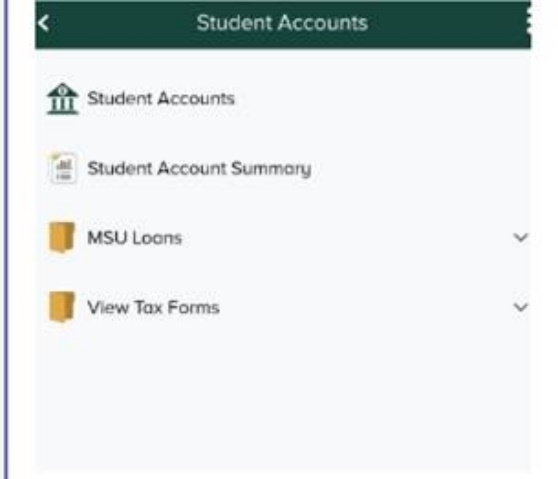 Student Accounts
Student Accounts
Student Account Summary
MSU Loans
View Tax Forms